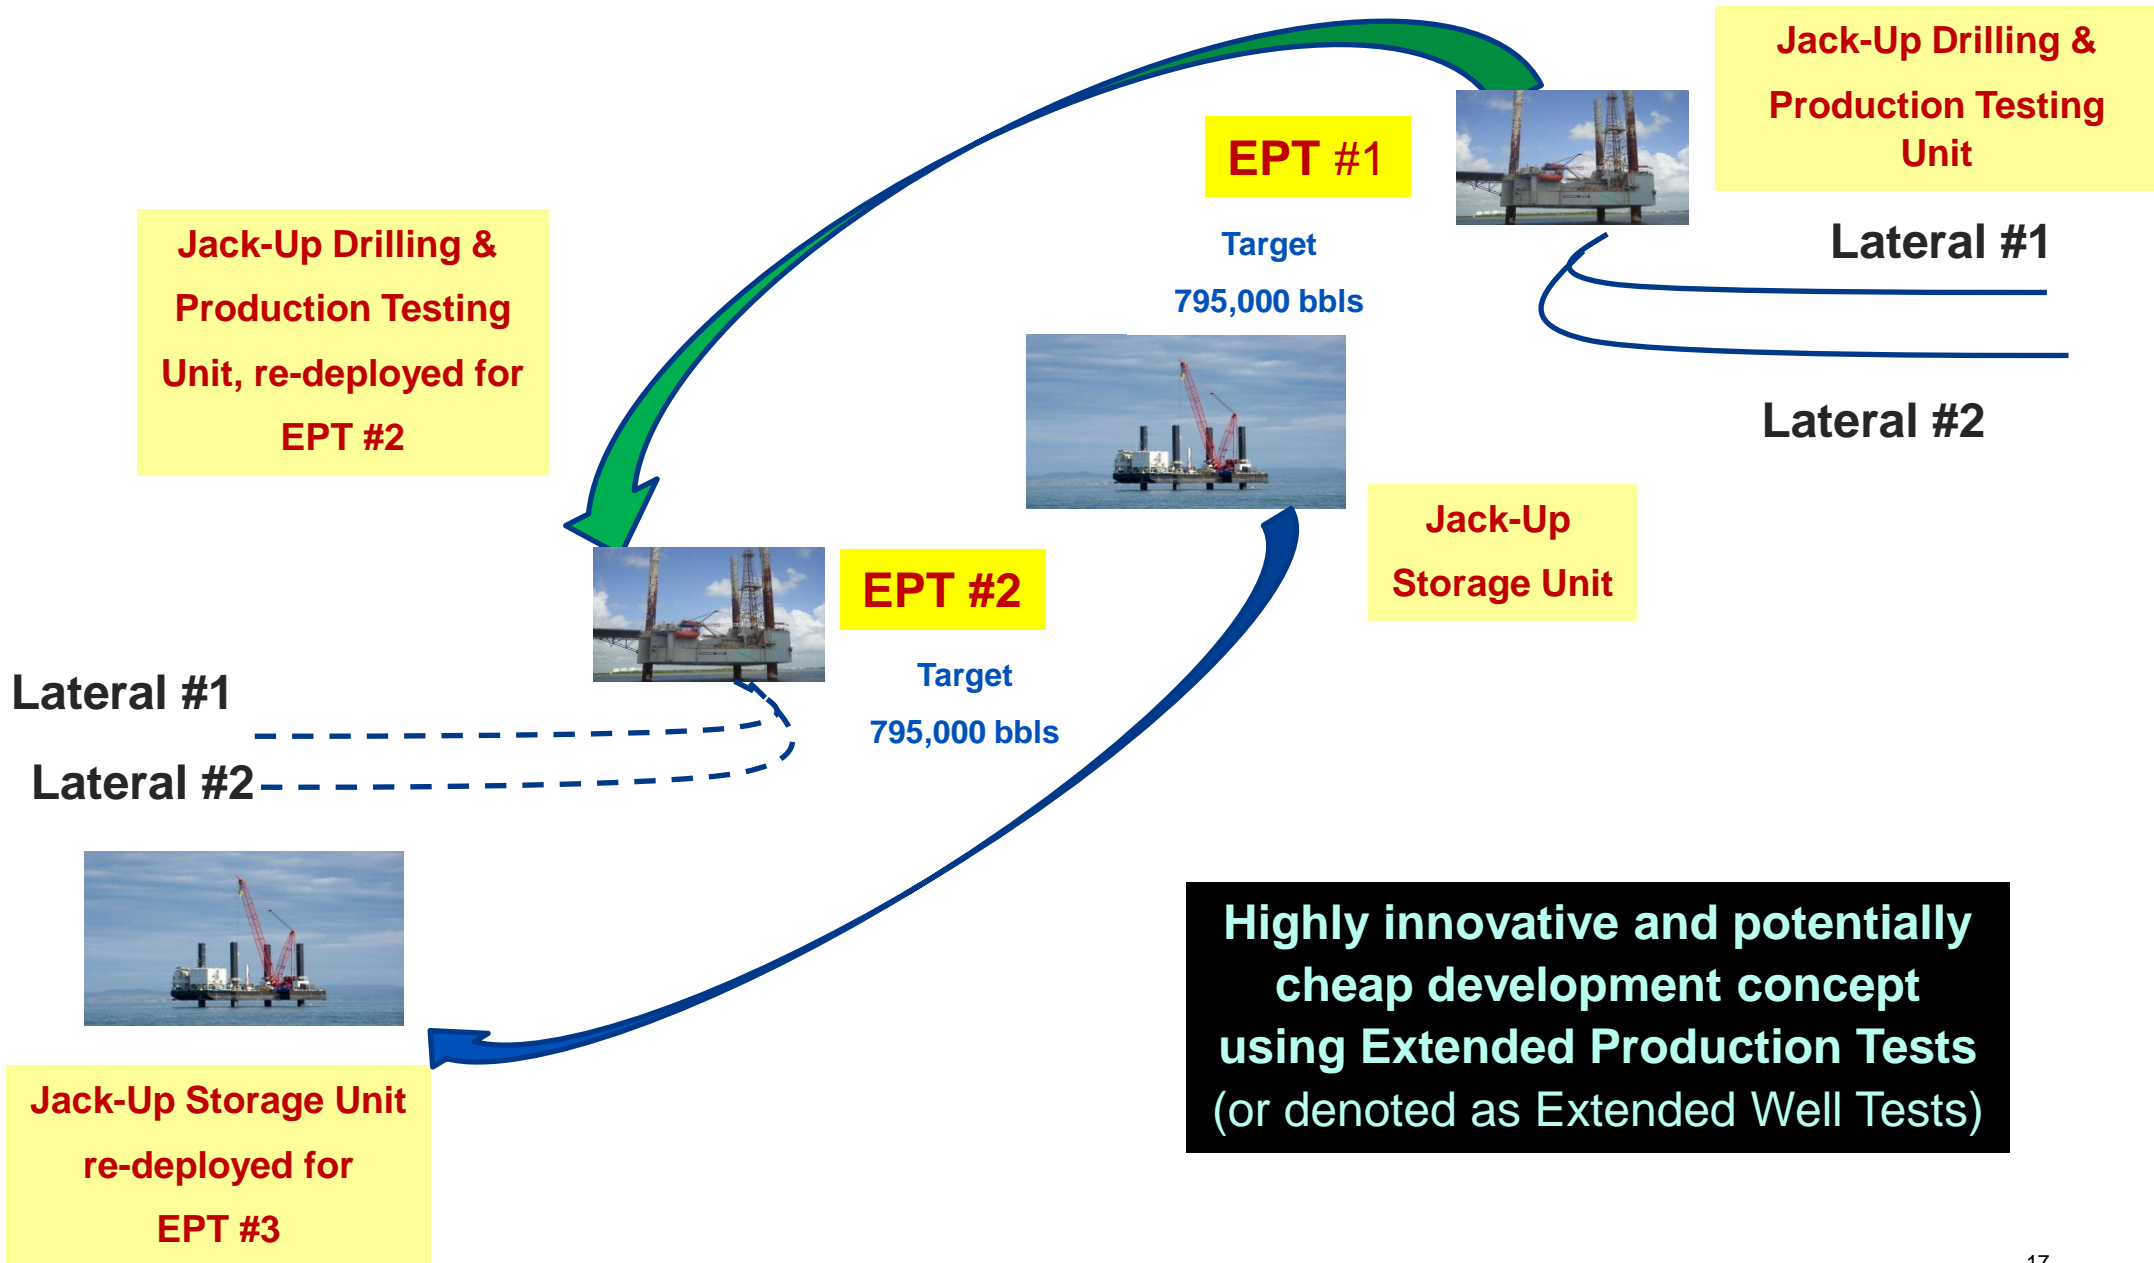 Jack-Up Drilling &
Production Testing
Unit
EPT #1
Target
795,000 bbls
Lateral #1
Lateral #2
Jack-Up Drilling &
Production Testing
Unit, re-deployed for
EPT #2
Jack-Up
Storage Unit
EPT #2
Target
795,000 bbls
Lateral #1
Lateral #2
Jack-Up Storage Unit
re-deployed for
EPT #3
Highly innovative and potentially
cheap development concept
using Extended Production Tests
(or denoted as Extended Well Tests)
17